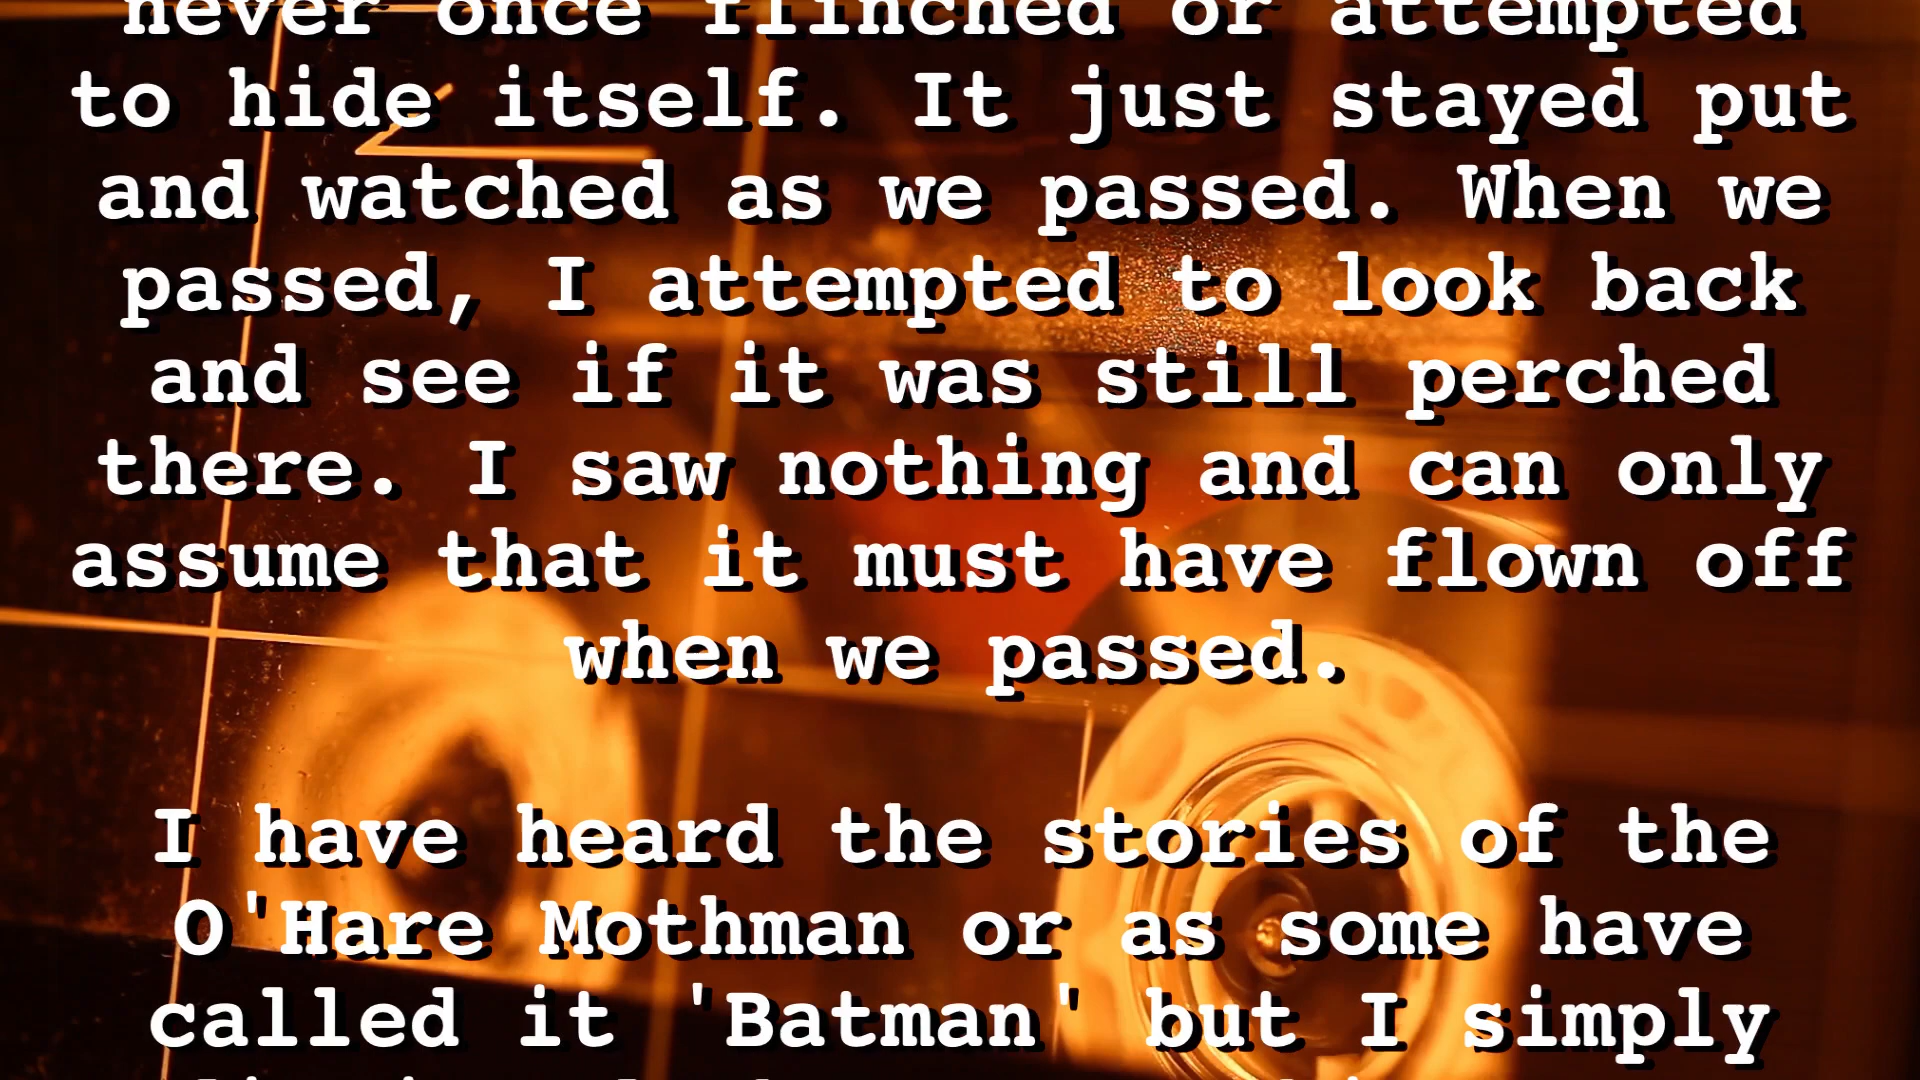 never once flinched or attempted
to hide itself. It just stayed put
and watched as we passed. When we
passed, I attempted to look back
and see if it was still perched
there. I saw nothing and can only
assume that it must have flown off
when we passed.
I have heard the stories of the
O'Hare Mothman or as some have
called it 'Batman' but I simply